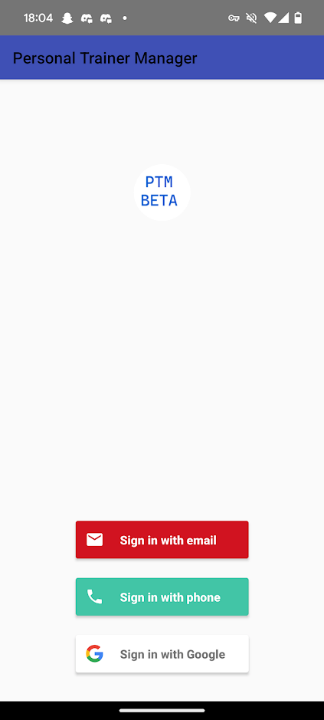 18:04
Personal Trainer Manager
PTM
BETA
Sign in with email
Sign in with phone
Sign in with Google